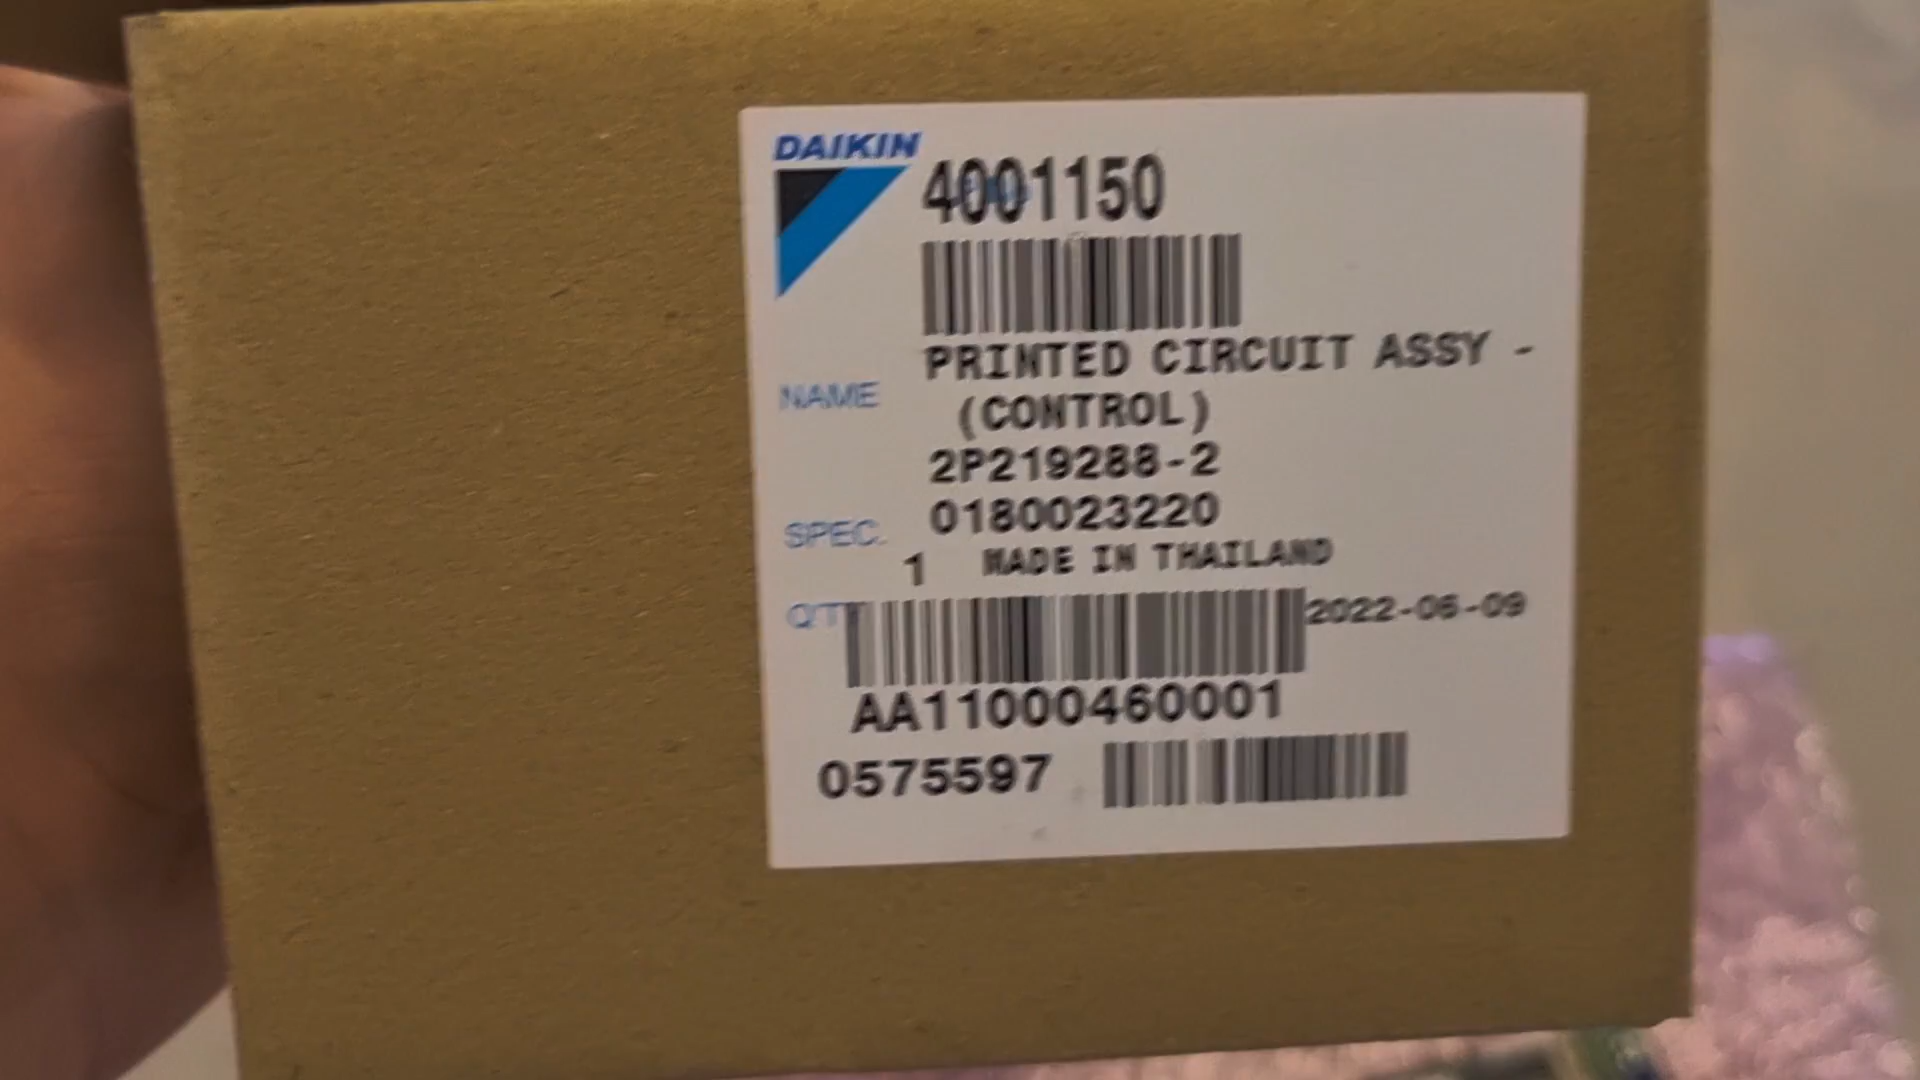 DAIKIN
4001150
PRINTED CIRCUIT ASSY -
NAME
(CONTROL)
2P219288-2
0180023220
SPEC.
1 MADE IN THAILAND
Q'TY
2022-06-09
AA11000460001
0575597